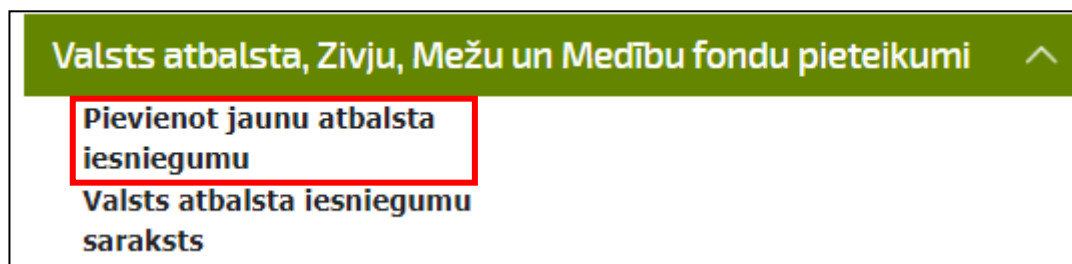 Valsts atbalsta, Zivju, Mežu un Medību fondu pieteikumi
Pievienot jaunu atbalsta
iesniegumu
Valsts atbalsta iesniegumu
saraksts